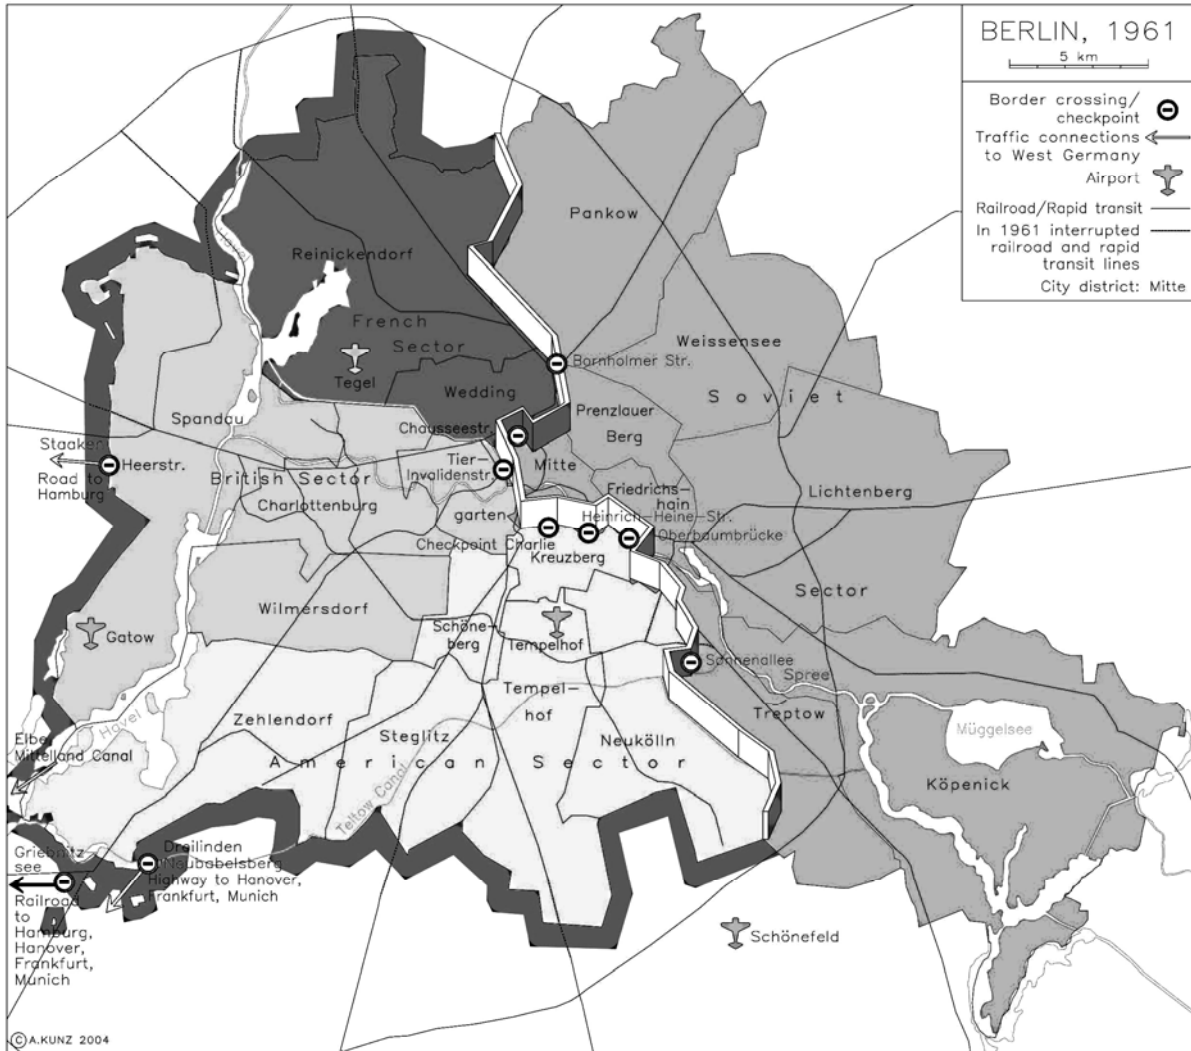 BERLIN, 1961
5 km
Border crossing/
checkpoint
Traffic connections
to West Germany
Airport
Railroad/Rapid transit
In 1961 interrupted
railroad and rapid
transit lines
City district: Mitte
Pankow
Havel
Reinickendorf
French
Sector
Tegel
Weissensee
Bornholmer Str.
Wedding
Soviet
Spandau
Prenzlauer
Berg
Chausseestr.
Staaken
Heerstr.
Road to
Hamburg
Tier-
Mitte
Invalidenstr.
British Sector
Charlottenburg
garten
Friedrichs-
hain
Lichtenberg
Heinrich-Heine-Str.
Oberbaumbrücke
Checkpoint Charlie
Kreuzberg
Sector
Wilmersdorf
Gatow
Schöne-
berg
Tempelhof
Sonnenallee
Spree
Tempel-
hof
Treptow
Zehlendorf
Steglitz
Neukölln
Müggelsee
Havel
Elbe
Mittelland Canal
American Sector
Köpenick
Teltow Canal
Dreilinden
Neubabelsberg
Highway to Hanover,
Frankfurt, Munich
Griebnitz
see
Railroad
to
Hamburg,
Hanover,
Frankfurt,
Munich
Schönefeld
© A.KUNZ 2004